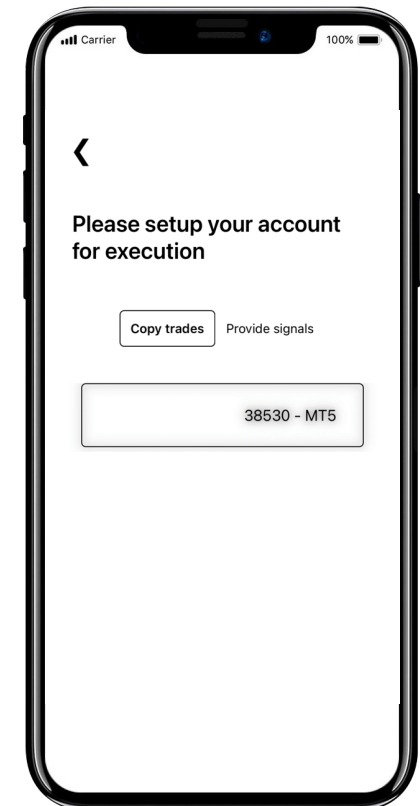 Carrier
100%
Please setup your account
for execution
Copy trades Provide signals
38530 - MT5